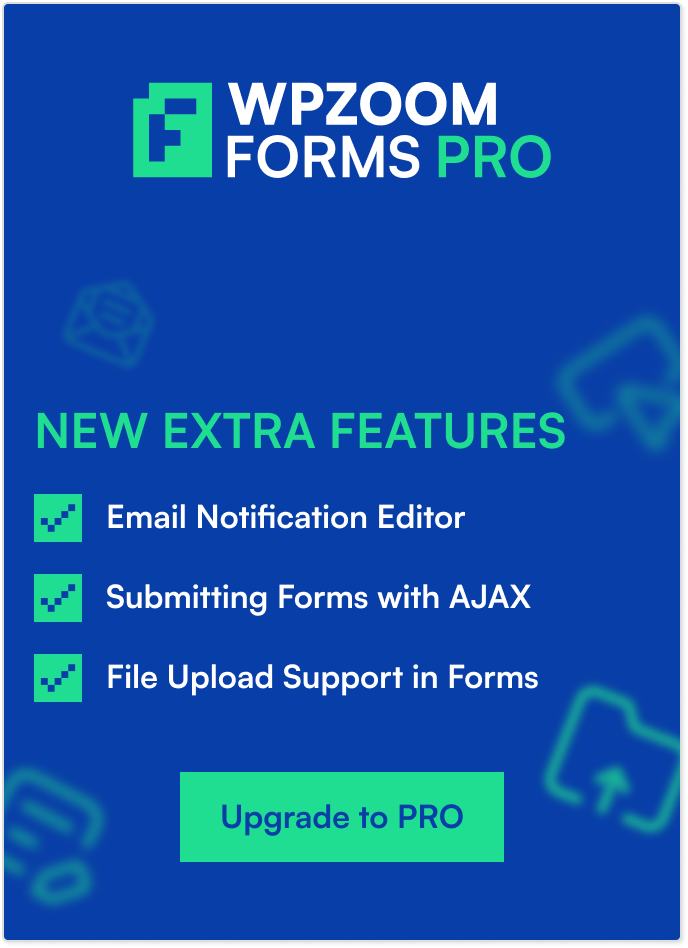 WPZOOM
FORMS PRO
NEW EXTRA FEATURES
Email Notification Editor
Submitting Forms with AJAX
File Upload Support in Forms
Upgrade to PRO